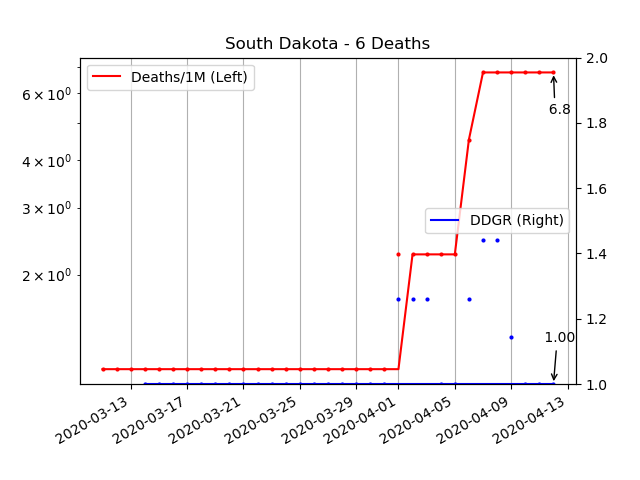 South Dakota - 6 Deaths
Deaths/1M (Left)
DDGR (Right)
6.8
1.00
6 × 10⁰
4 × 10⁰
3 × 10⁰
2 × 10⁰
2.0
1.8
1.6
1.4
1.2
1.0
2020-03-13
2020-03-17
2020-03-21
2020-03-25
2020-03-29
2020-04-01
2020-04-05
2020-04-09
2020-04-13